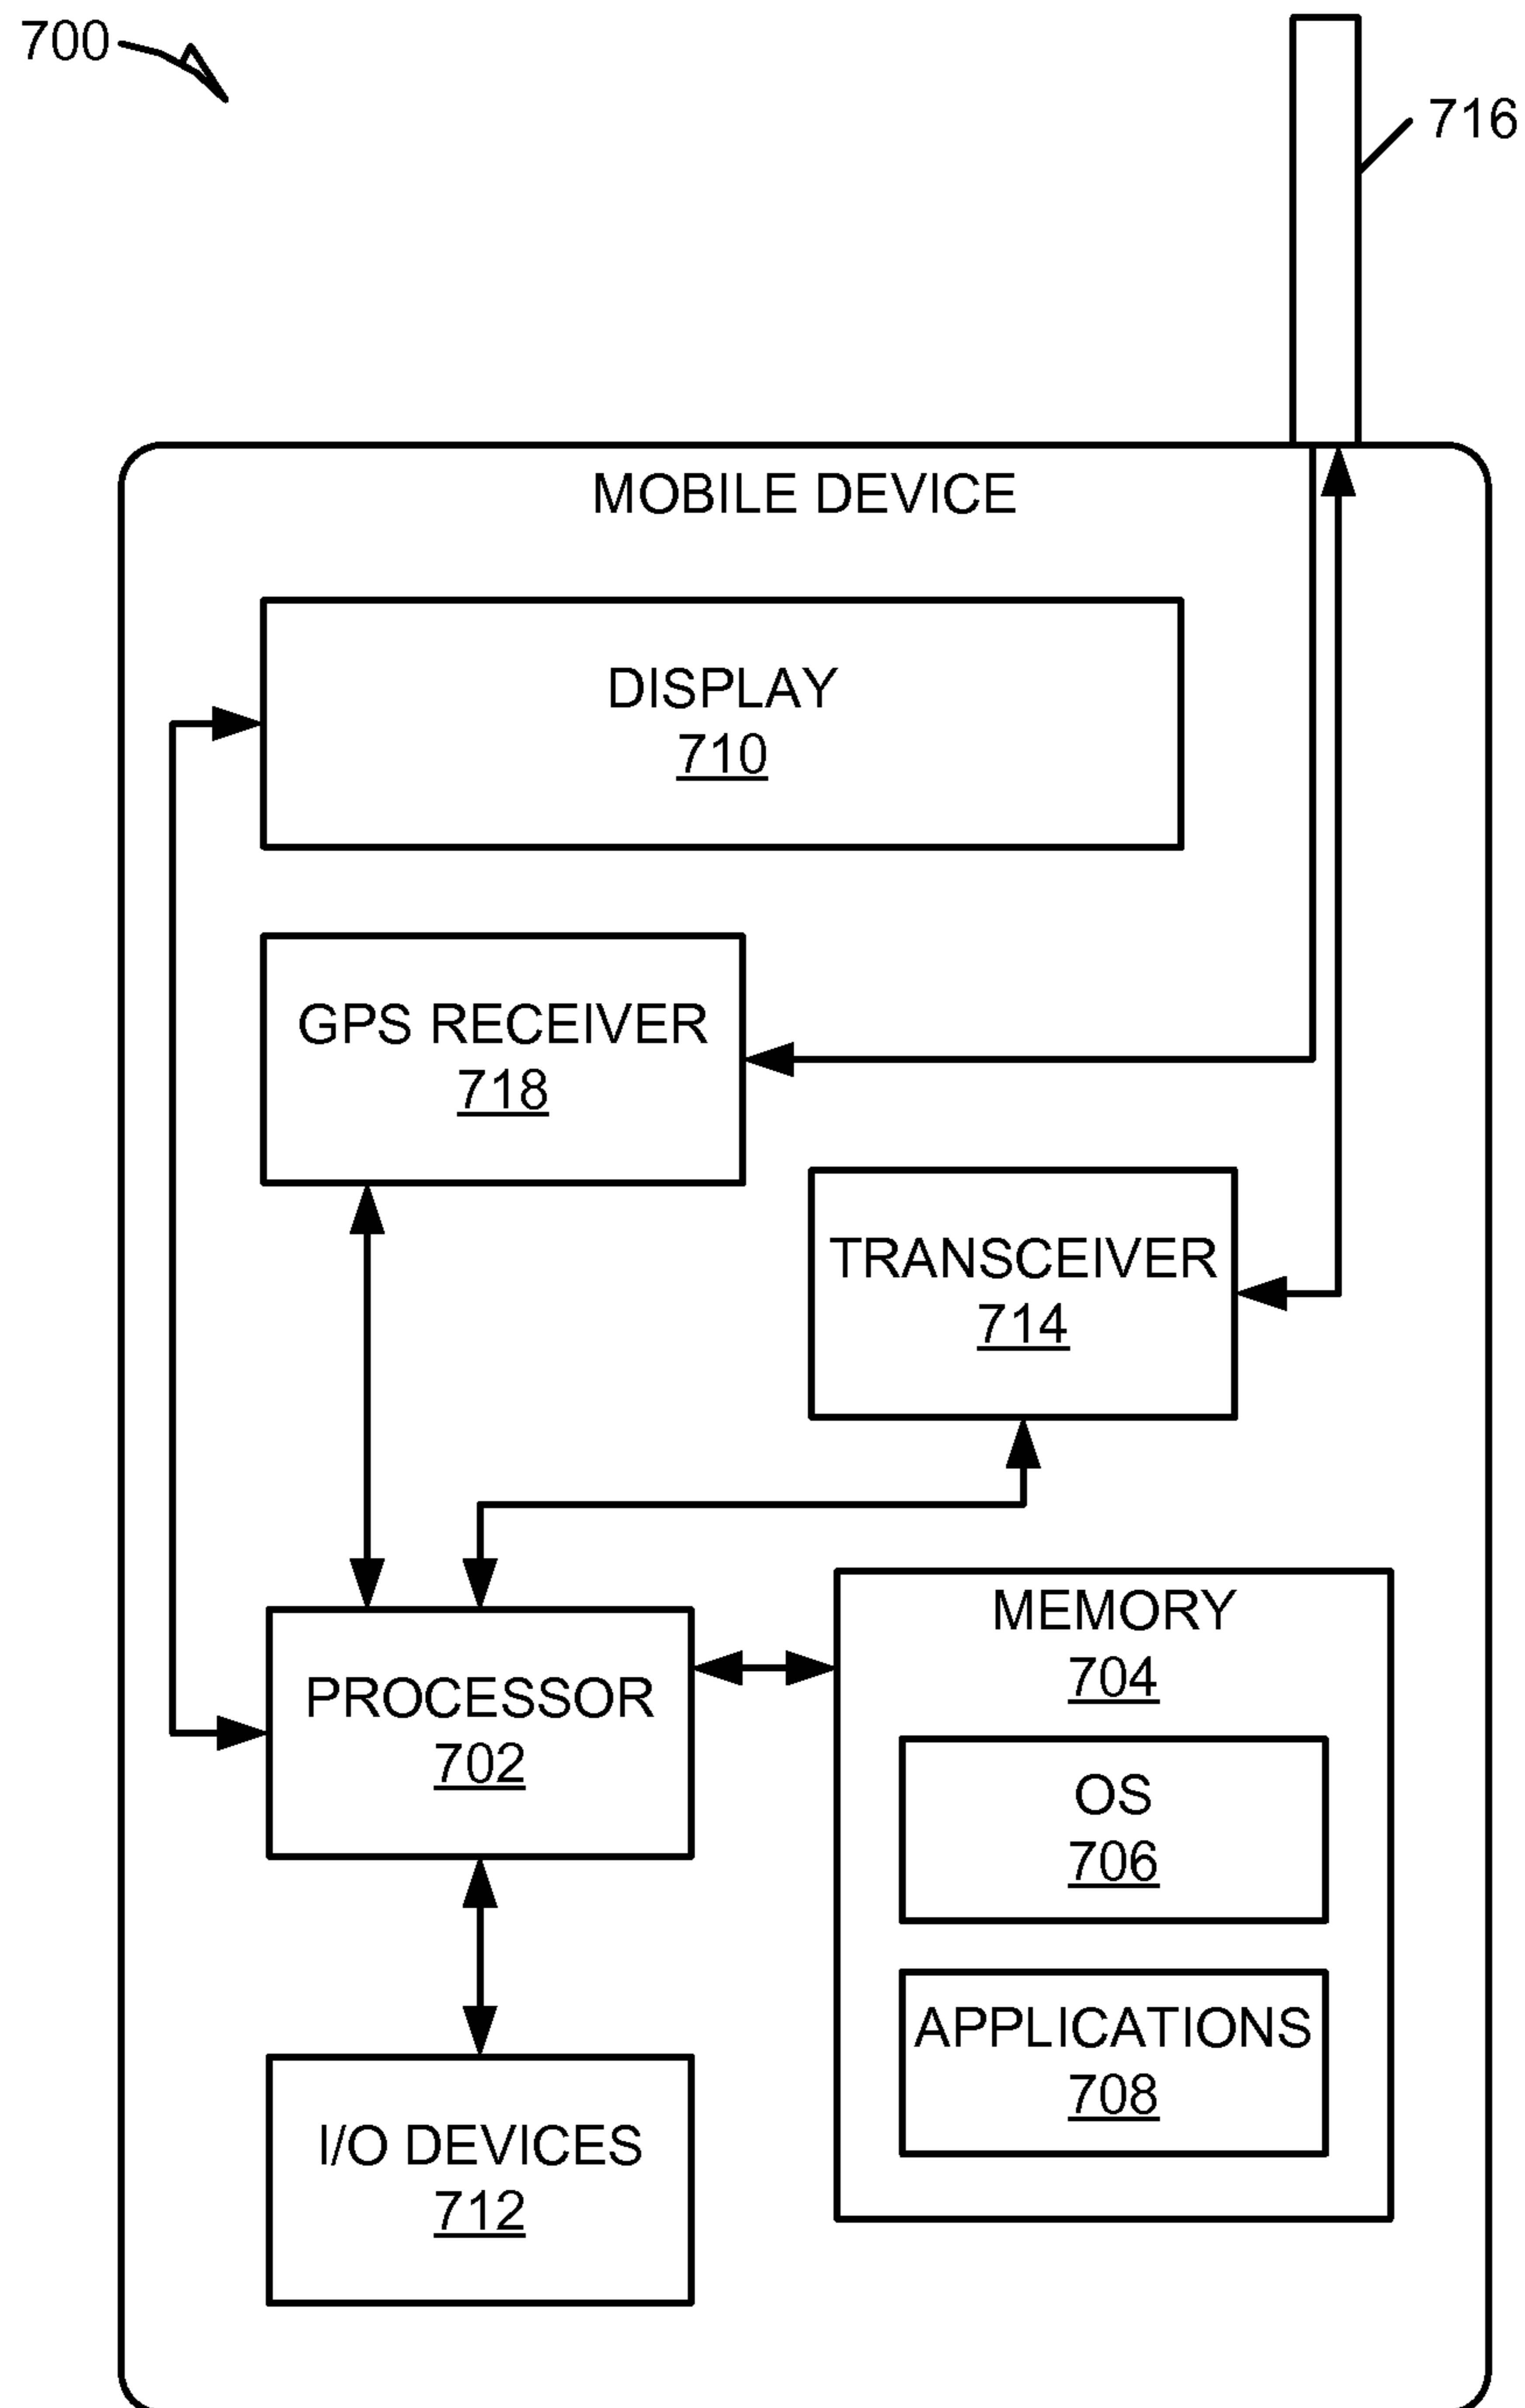 700
716
MOBILE DEVICE
DISPLAY
710
GPS RECEIVER
718
TRANSCEIVER
714
MEMORY
704
PROCESSOR
702
OS
706
APPLICATIONS
708
I/O DEVICES
712